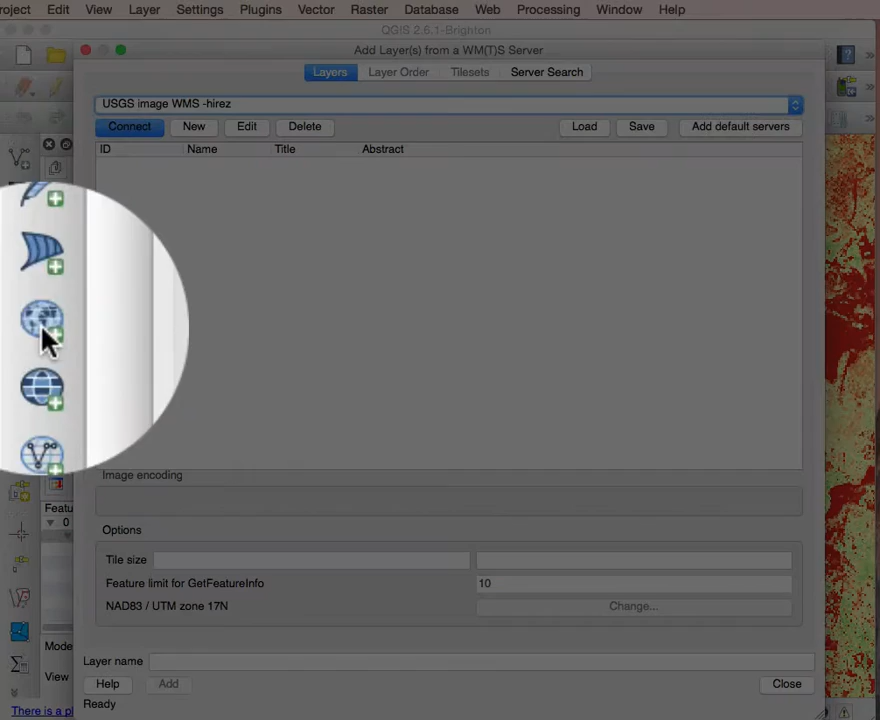 roject Edit View Layer Settings Plugins Vector Raster Database Web Processing Window Help
QGIS 2.6.1-Brighton
Add Layer(s) from a WM(T)S Server
Layers Layer Order Tilesets Server Search
USGS image WMS -hirez
Connect New Edit Delete Load Save Add default servers
ID Name Title Abstract
Image encoding
Featu
0
Options
Tile size
Feature limit for GetFeatureInfo 10
NAD83 / UTM zone 17N Change...
Mode
Layer name
View
Help Add Close
Ready
There is a pl